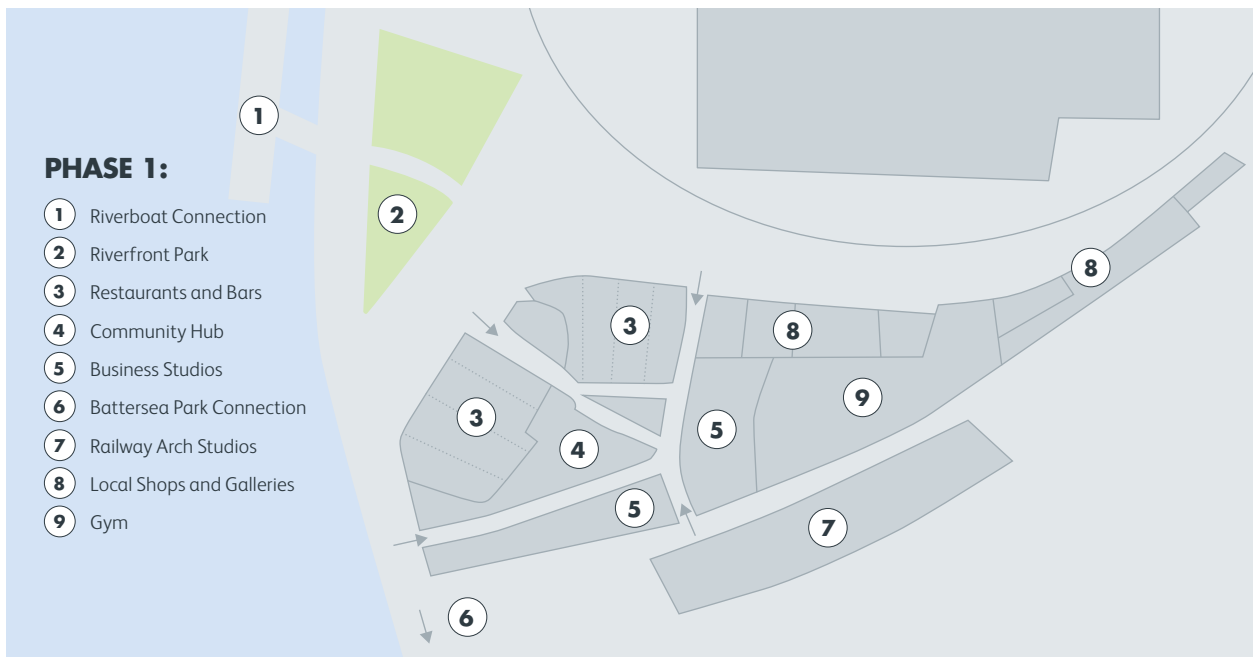 PHASE 1:
1 Riverboat Connection
2 Riverfront Park
3 Restaurants and Bars
4 Community Hub
5 Business Studios
6 Battersea Park Connection
7 Railway Arch Studios
8 Local Shops and Galleries
9 Gym
1
2
8
3
8
9
3
5
4
5
7
6